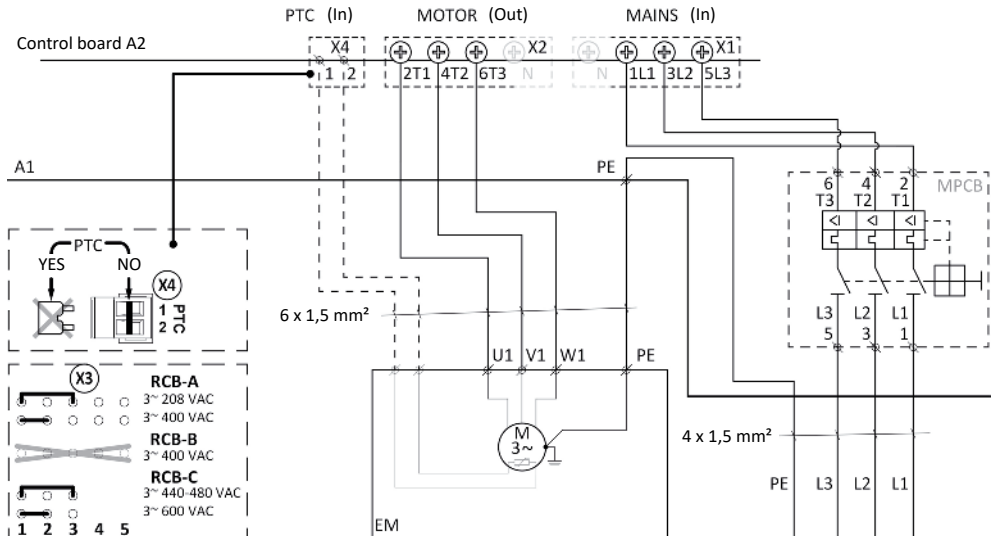 PTC (In) MOTOR (Out) MAINS (In)
Control board A2
X4 X2 X1
1 2 2T1 4T2 6T3 N N 1L1 3L2 5L3
A1 PE
6 4 2 MPCB
T3 T2 T1
PTC
YES NO
X4
1
2
PTC
6 x 1,5 mm²
L3 L2 L1
5 3 1
U1 V1 W1 PE
X3
RCB-A
3~ 208 VAC
3~ 400 VAC
RCB-B
3~ 400 VAC
RCB-C
3~ 440-480 VAC
3~ 600 VAC
1 2 3 4 5
M
3~
4 x 1,5 mm²
PE L3 L2 L1
EM